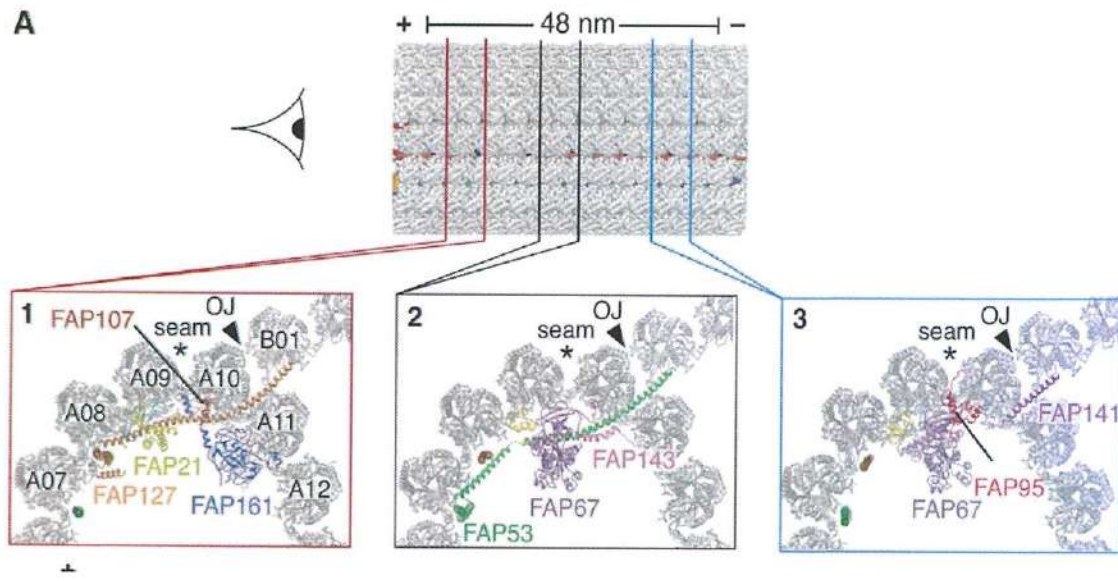 A
+ 48 nm −
1
FAP107
seam
*
OJ
B01
A09
A10
A08
A11
A07
FAP21
FAP127
FAP161
A12
2
seam
*
OJ
FAP143
FAP67
FAP53
3
seam
*
OJ
FAP141
FAP95
FAP67
+